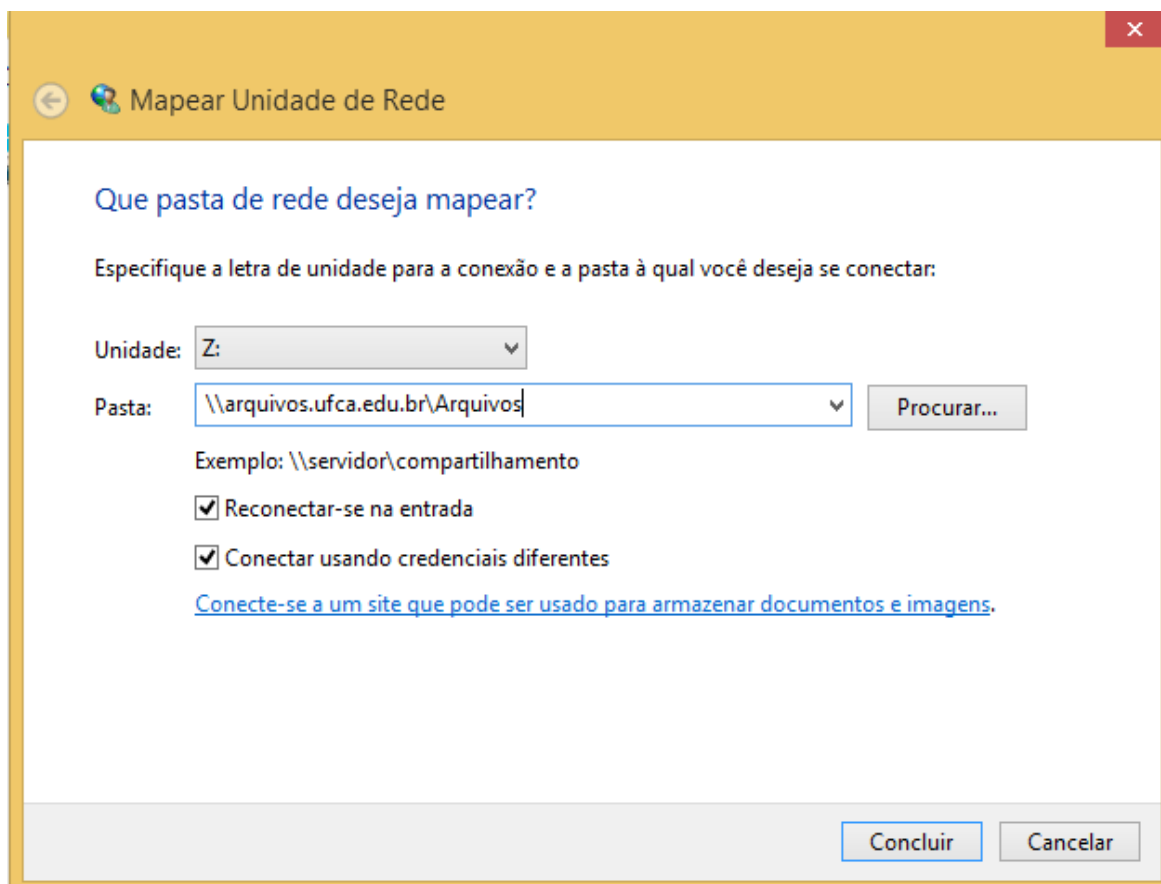 Mapear Unidade de Rede
Que pasta de rede deseja mapear?
Especifique a letra de unidade para a conexão e a pasta à qual você deseja se conectar:
Unidade: Z:
Pasta: \\arquivos.ufca.edu.br\Arquivos Procurar...
Exemplo: \\servidor\compartilhamento
Reconectar-se na entrada
Conectar usando credenciais diferentes
Conecte-se a um site que pode ser usado para armazenar documentos e imagens.
Concluir Cancelar